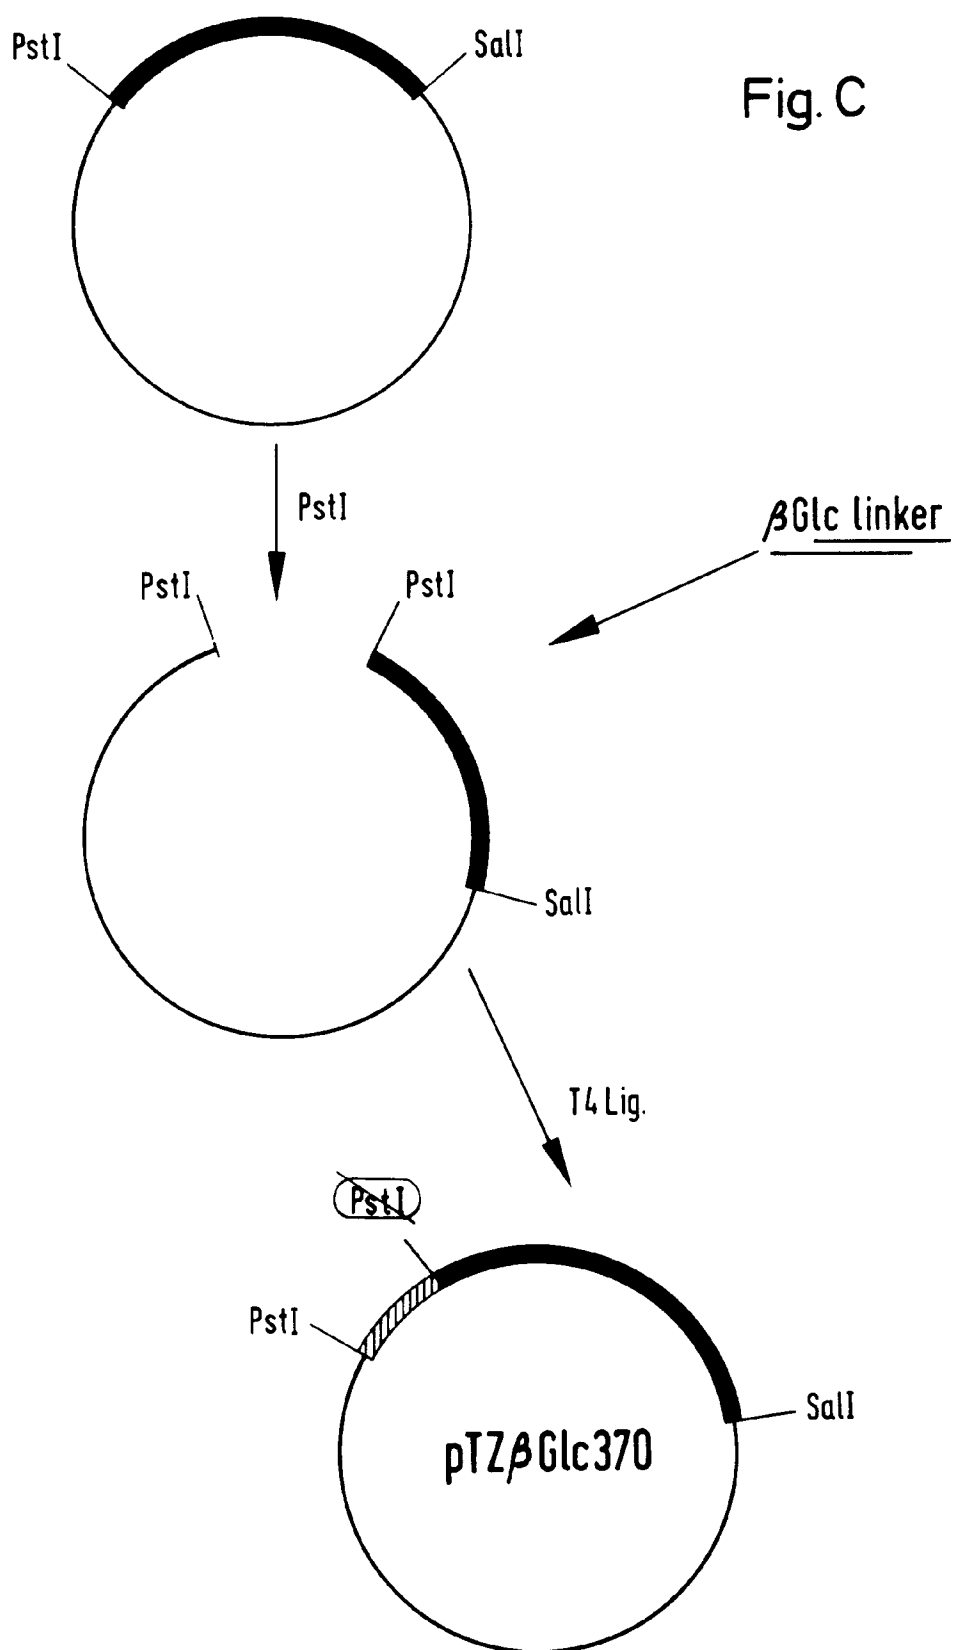 PstI
SalI
Fig. C
PstI
βGlc linker
PstI
PstI
SalI
T4 Lig.
PstI
PstI
SalI
pTZβGlc370